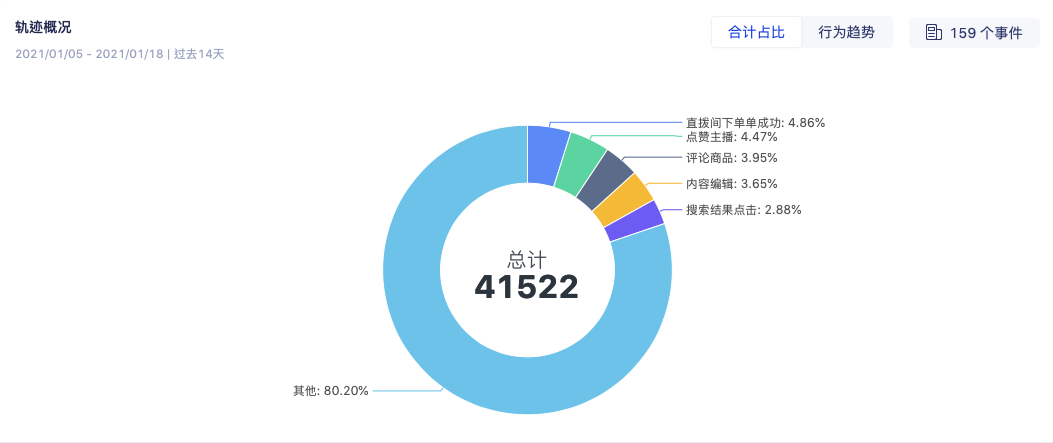 轨迹概况
合计占比
行为趋势
159 个事件
2021/01/05 - 2021/01/18 | 过去14天
直拨间下单单成功: 4.86%
点赞主播: 4.47%
评论商品: 3.95%
内容编辑: 3.65%
搜索结果点击: 2.88%
总计
41522
其他: 80.20%